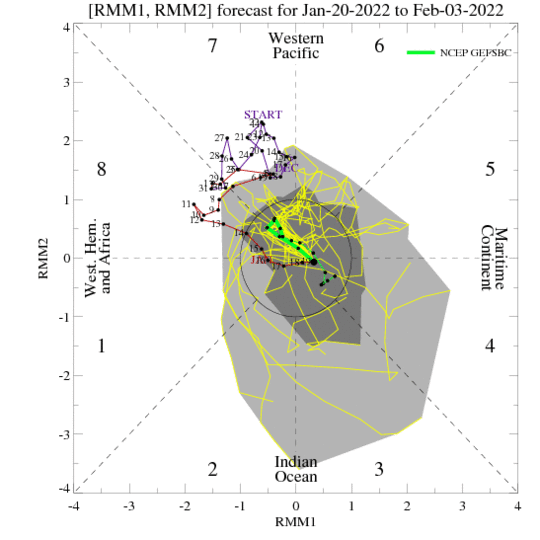 [RMM1, RMM2] forecast for Jan-20-2022 to Feb-03-2022
7
Western
Pacific
6
NCEP GEFSBC
START
DEC
8
5
RMM2
West. Hem.
and Africa
Maritime
Continent
1
4
2
Indian
Ocean
3
4
3
2
1
0
-1
-2
-3
-4
-4 -3 -2 -1 0 1 2 3 4
RMM1